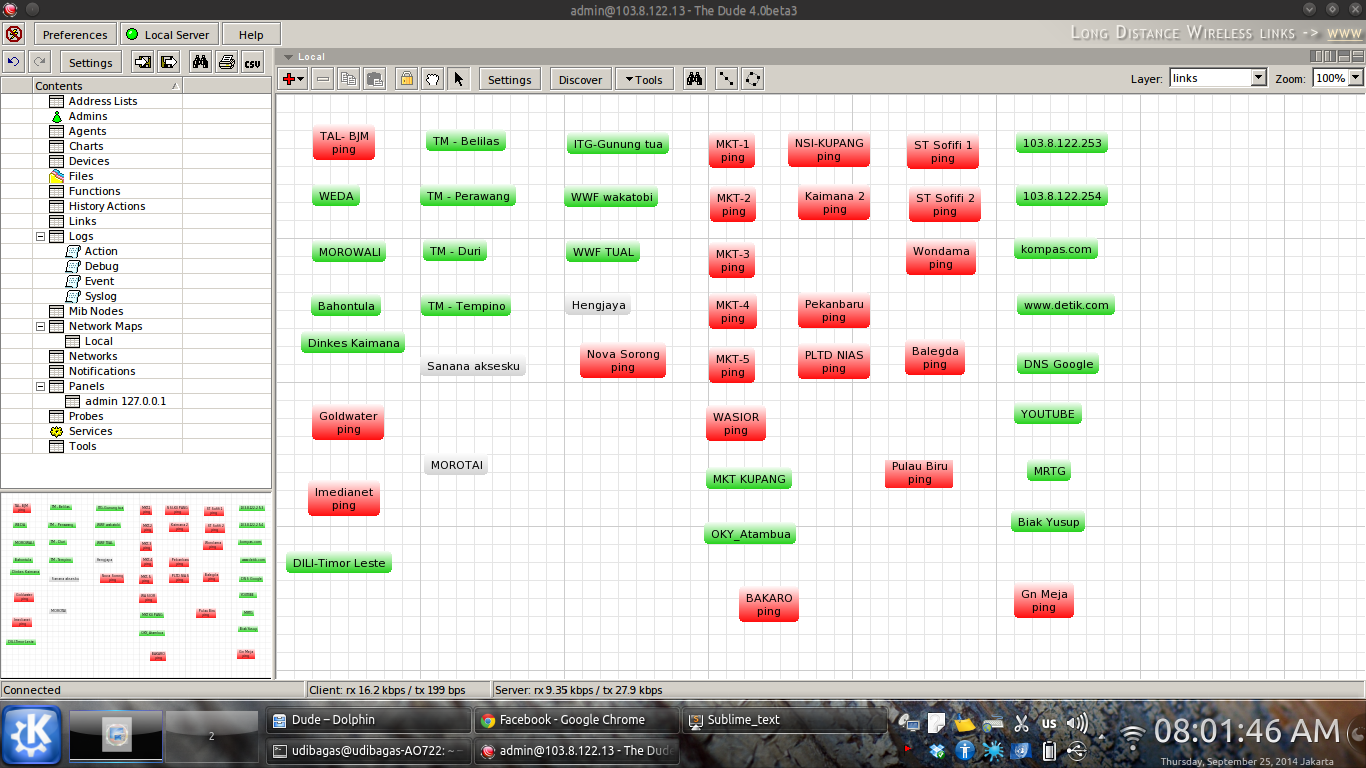 admin@103.8.122.13 - The Dude 4.0beta3
Preferences
Local Server
Help
Long Distance Wireless links -> www
Settings
CSV
Local
Settings
Discover
Tools
Layer:
links
Zoom:
100%
Contents
Address Lists
Admins
Agents
Charts
Devices
Files
Functions
History Actions
Links
Logs
Action
Debug
Event
Syslog
Mib Nodes
Network Maps
Local
Networks
Notifications
Panels
admin 127.0.0.1
Probes
Services
Tools
TAL- BJM
ping
TM - Belilas
ITG-Gunung tua
MKT-1
ping
NSI-KUPANG
ping
ST Sofifi 1
ping
103.8.122.253
WEDA
TM - Perawang
WWF wakatobi
MKT-2
ping
Kaimana 2
ping
ST Sofifi 2
ping
103.8.122.254
MOROWALI
TM - Duri
WWF TUAL
MKT-3
ping
Wondama
ping
kompas.com
Bahontula
TM - Tempino
Hengjaya
MKT-4
ping
Pekanbaru
ping
www.detik.com
Dinkes Kaimana
Sanana aksesku
Nova Sorong
ping
MKT-5
ping
PLTD NIAS
ping
Balegda
ping
DNS Google
Goldwater
ping
WASIOR
ping
YOUTUBE
MOROTAI
MKT KUPANG
Pulau Biru
ping
MRTG
Imedianet
ping
OKY_Atambua
Biak Yusup
DILI-Timor Leste
BAKARO
ping
Gn Meja
ping
Connected
Client: rx 16.2 kbps / tx 199 bps
Server: rx 9.35 kbps / tx 27.9 kbps
2
Dude – Dolphin
Facebook - Google Chrome
Sublime_text
udibagas@udibagas-AO722: ~
admin@103.8.122.13 - The Dude
us
08:01:46 AM
Thursday, September 25, 2014 Jakarta